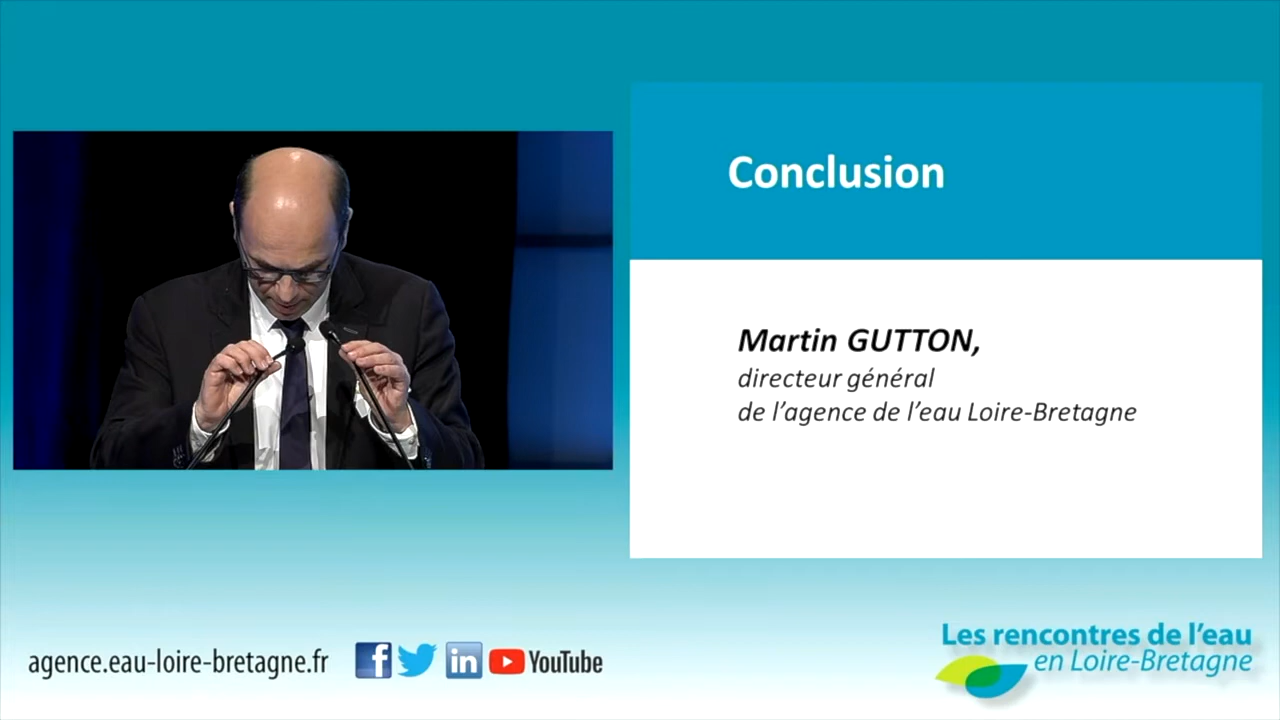 Conclusion
Martin GUTTON,
directeur général
de l'agence de l'eau Loire-Bretagne
agence.eau-loire-bretagne.fr
f
in
YouTube
Les rencontres de l'eau
en Loire-Bretagne